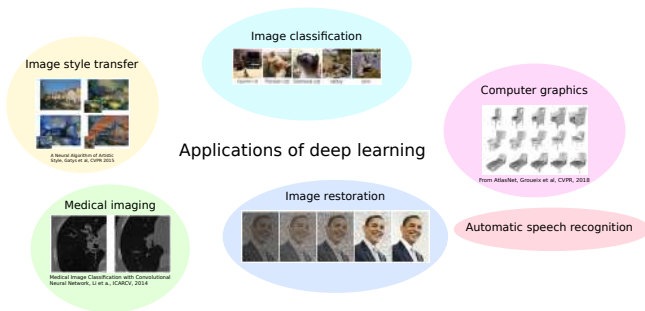 Image classification
Image style transfer
A Neural Algorithm of Artistic
Style, Gatys et al, CVPR 2015
Computer graphics
From AtlasNet, Groueix et al, CVPR, 2018
Applications of deep learning
Medical imaging
Medical Image Classification with Convolutional
Neural Network, Li et a., ICARCV, 2014
Image restoration
Automatic speech recognition